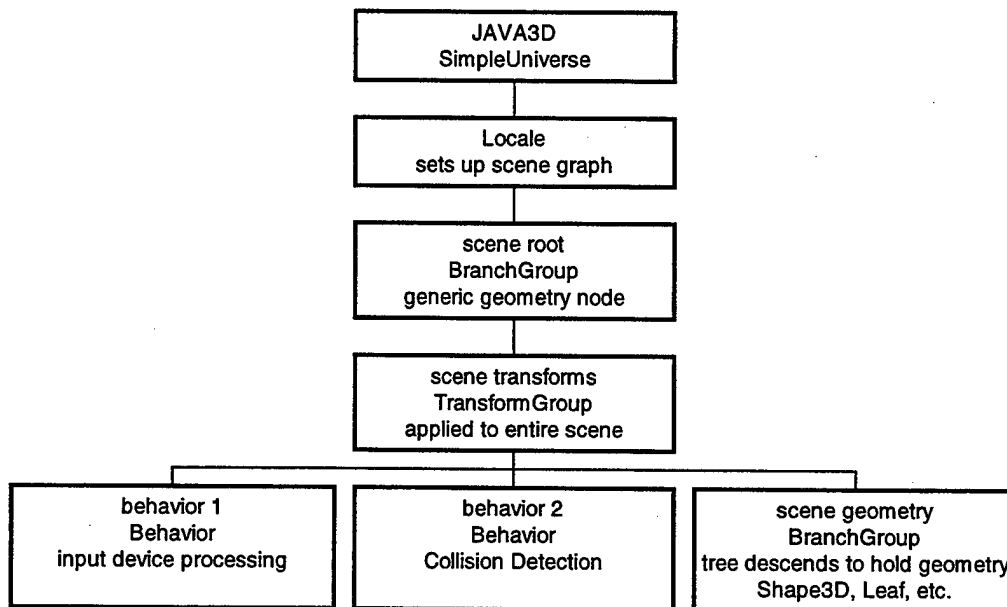 JAVA3D
SimpleUniverse
Locale
sets up scene graph
scene root
BranchGroup
generic geometry node
scene transforms
TransformGroup
applied to entire scene
behavior 1
Behavior
input device processing
behavior 2
Behavior
Collision Detection
scene geometry
BranchGroup
tree descends to hold geometry
Shape3D, Leaf, etc.